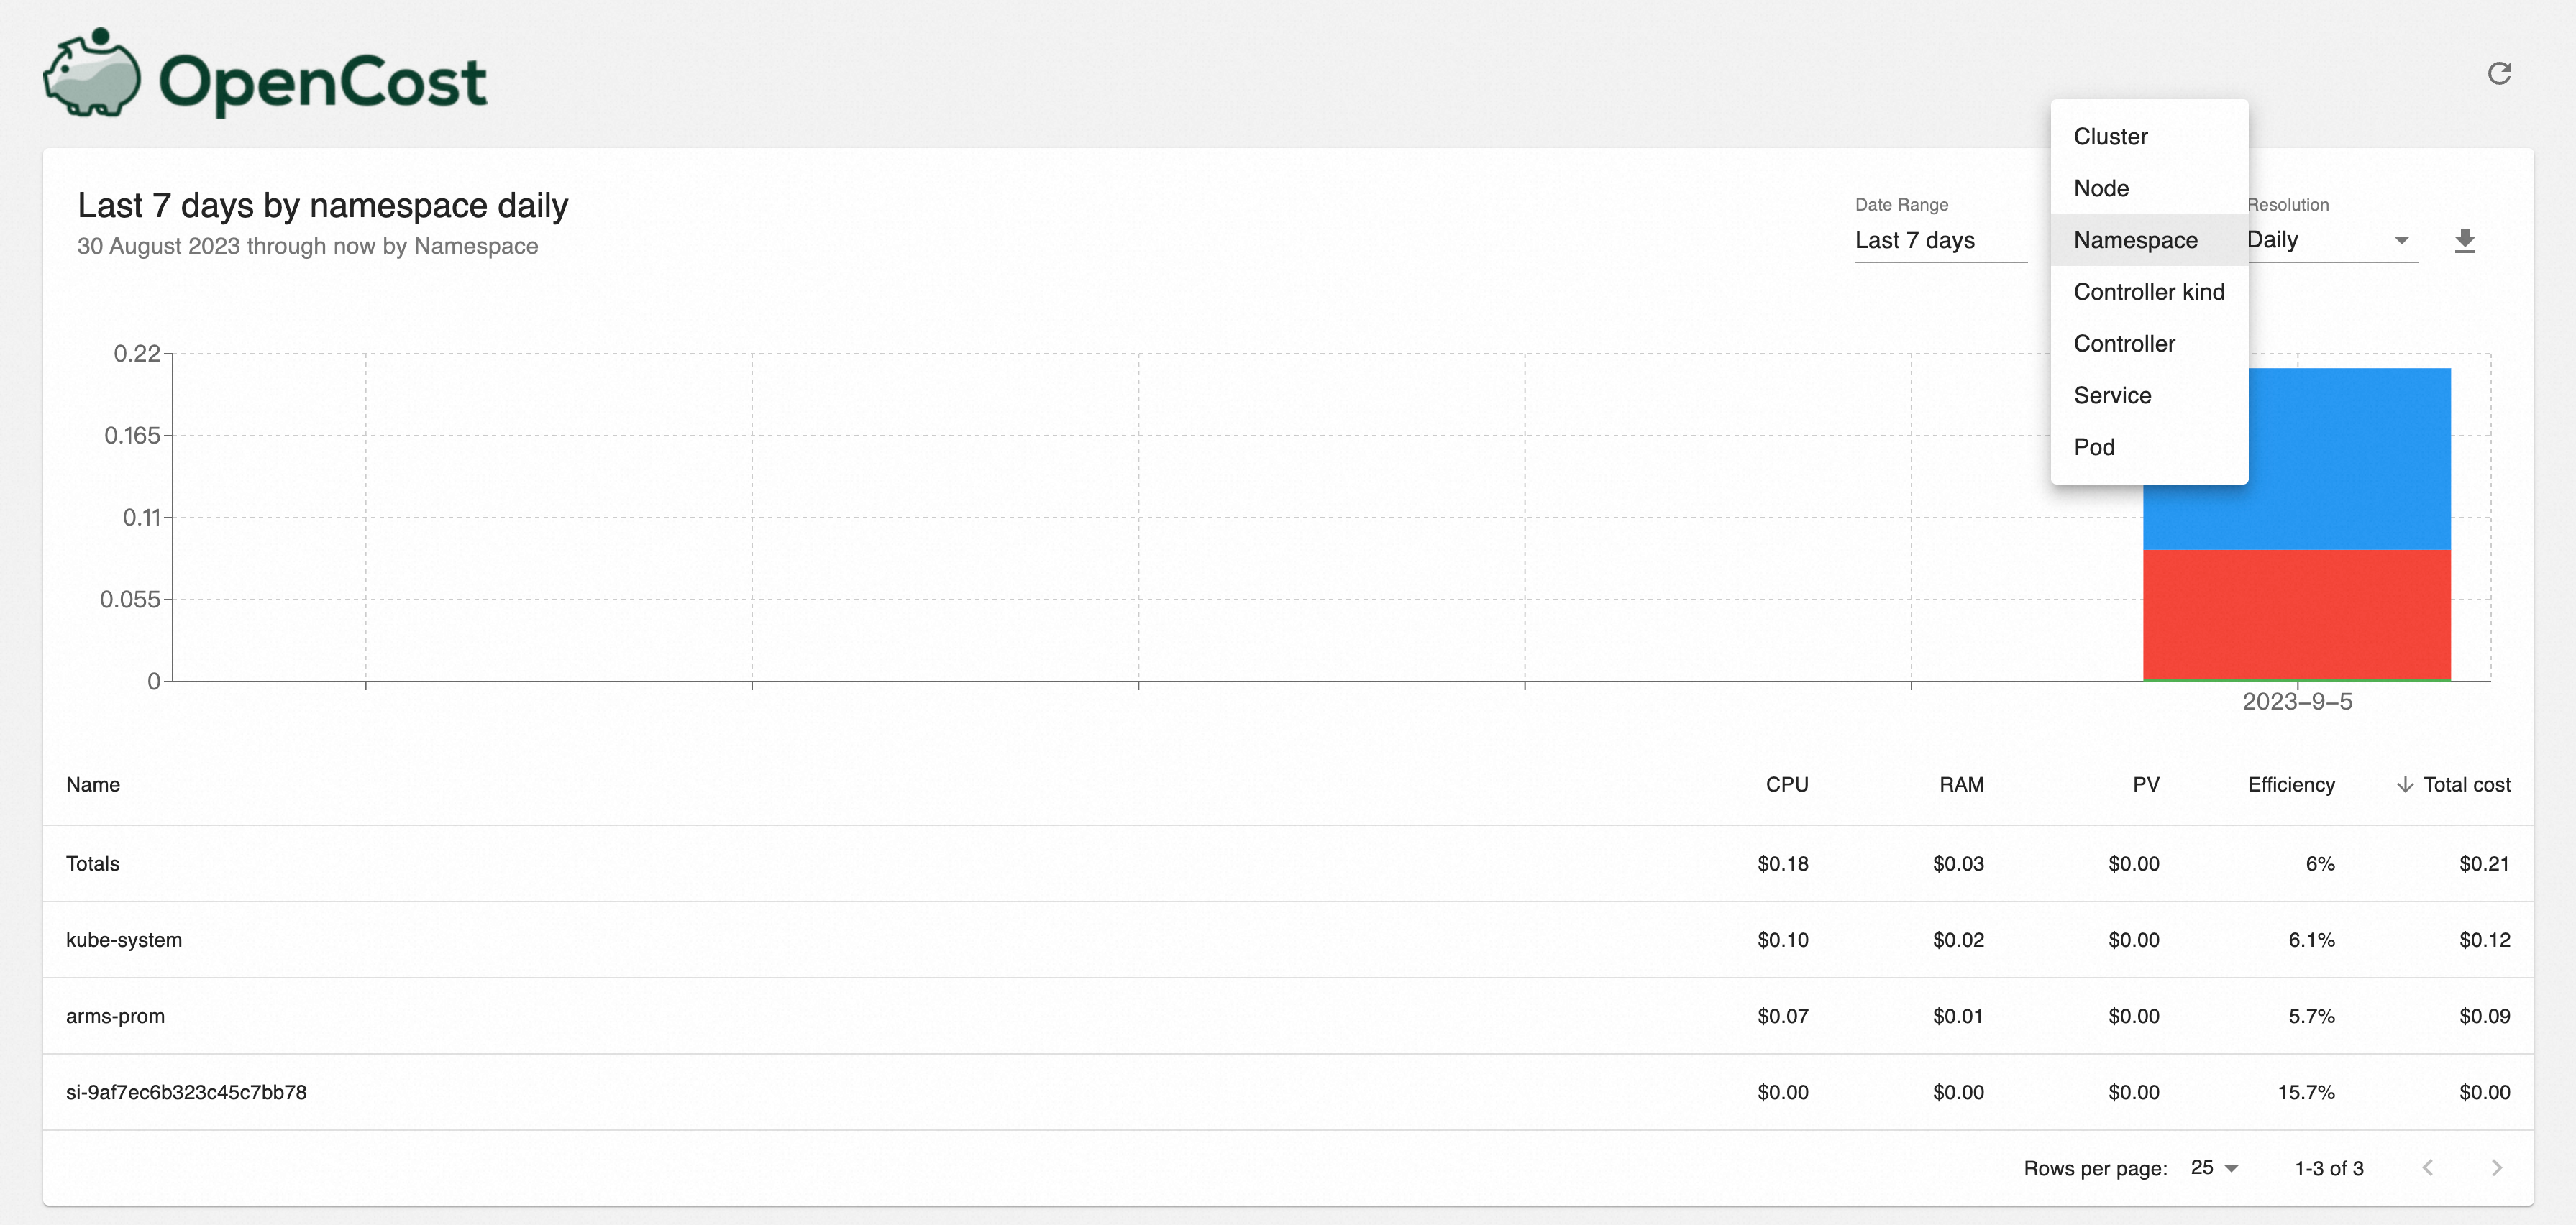 OpenCost
Last 7 days by namespace daily
30 August 2023 through now by Namespace
Date Range
Last 7 days
Cluster
Node
Namespace
Controller kind
Controller
Service
Pod
Resolution
Daily
0.22
0.165
0.11
0.055
0
2023-9-5
Name CPU RAM PV Efficiency Total cost
Totals $0.18 $0.03 $0.00 6% $0.21
kube-system $0.10 $0.02 $0.00 6.1% $0.12
arms-prom $0.07 $0.01 $0.00 5.7% $0.09
si-9af7ec6b323c45c7bb78 $0.00 $0.00 $0.00 15.7% $0.00
Rows per page: 25 1-3 of 3